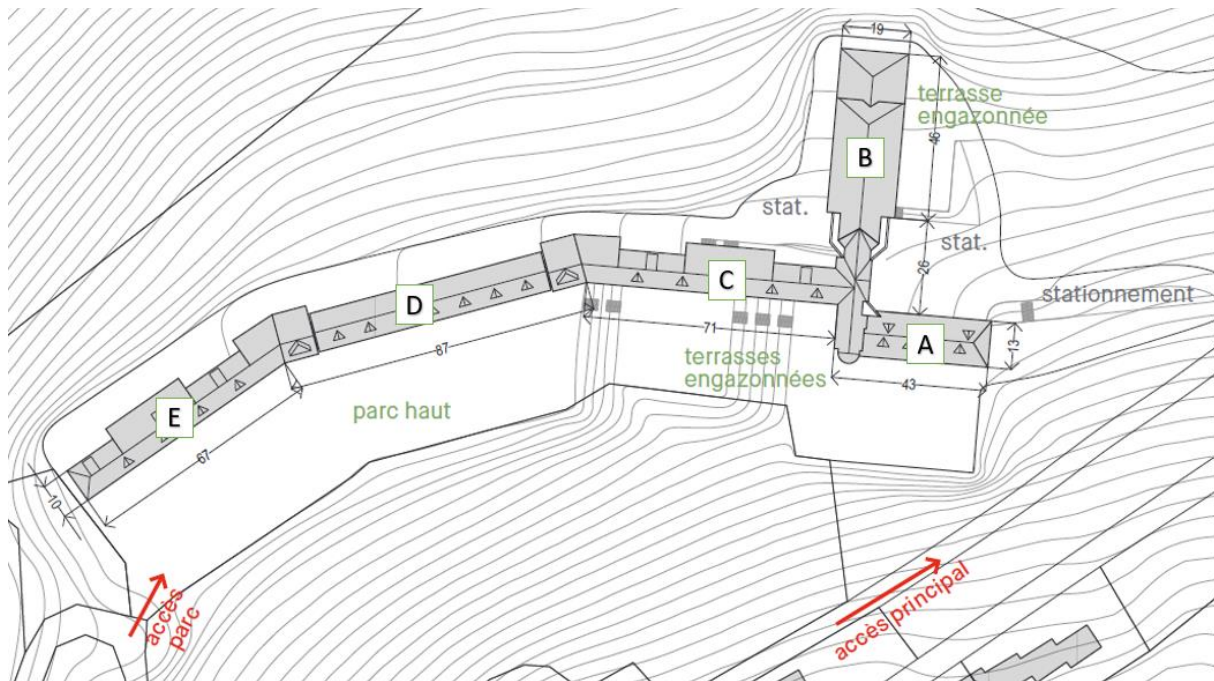 19
terrasse
engazonnée
46
B
stat.
stat.
26
stationnement
C
D
A
13
71
87
terrasses
engazonnées
43
parc haut
E
67
10
accès
parc
accès principal